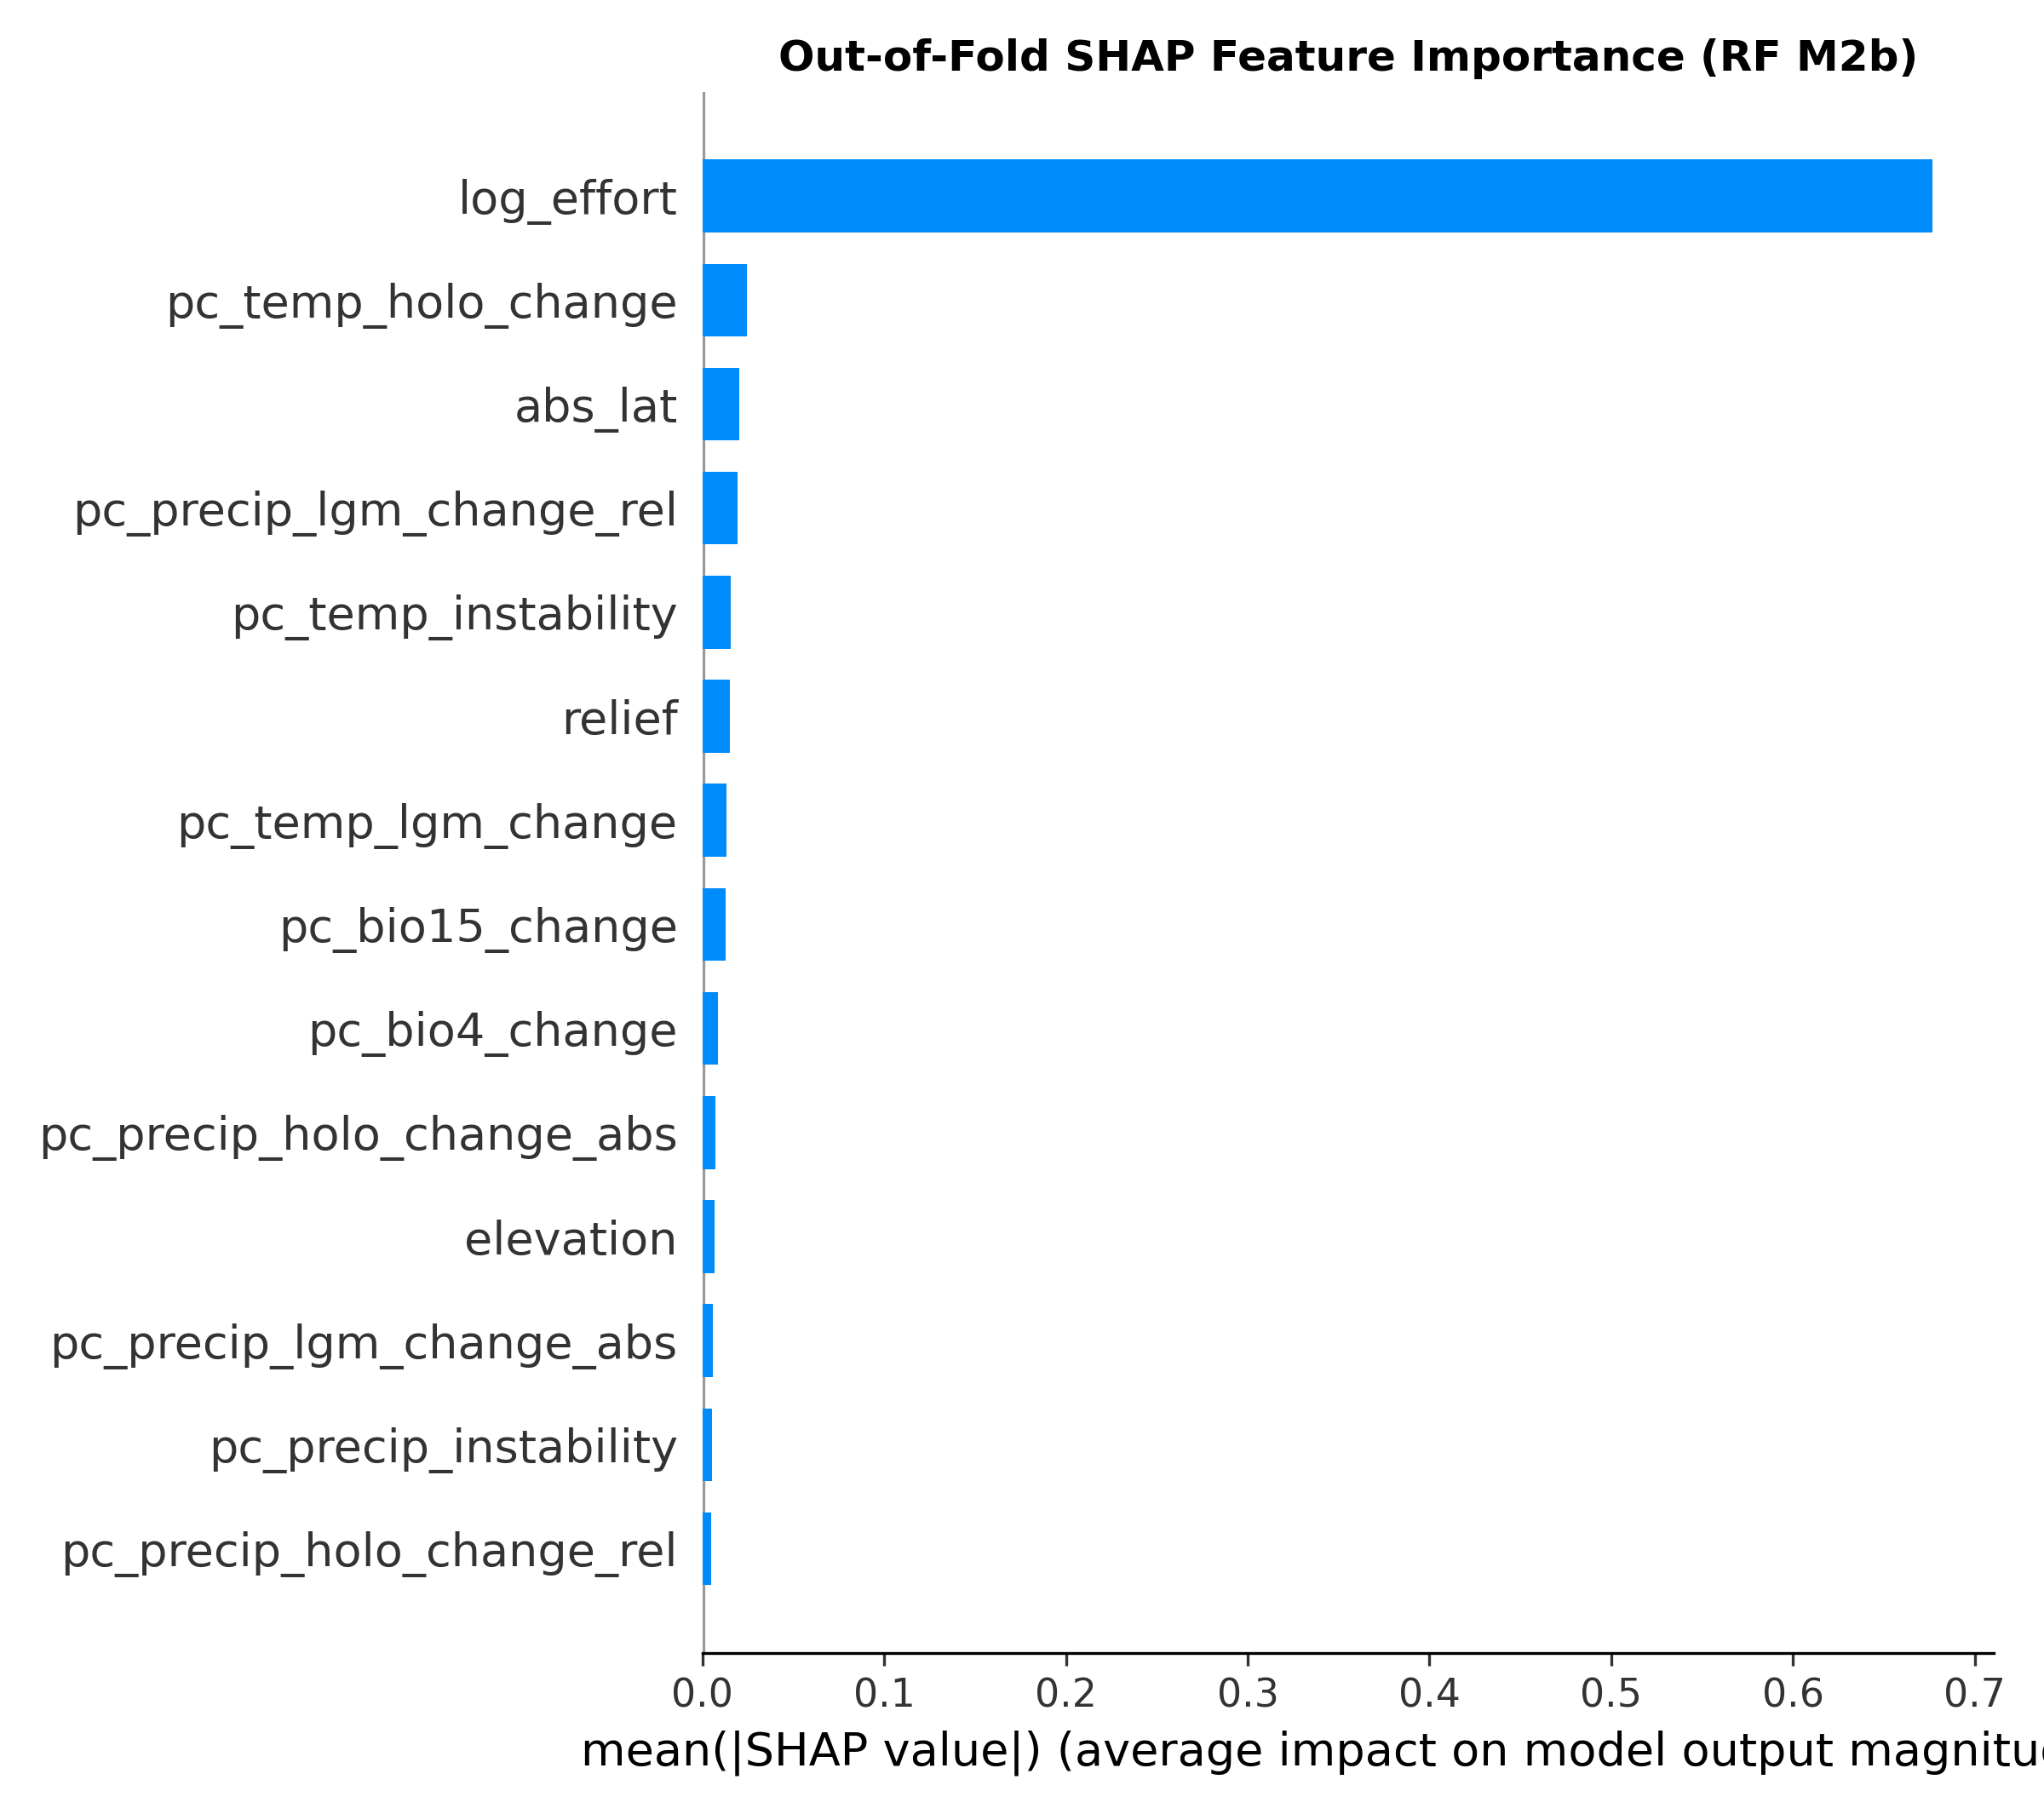 Out-of-Fold SHAP Feature Importance (RF M2b)
log_effort
pc_temp_holo_change
abs_lat
pc_precip_lgm_change_rel
pc_temp_instability
relief
pc_temp_lgm_change
pc_bio15_change
pc_bio4_change
pc_precip_holo_change_abs
elevation
pc_precip_lgm_change_abs
pc_precip_instability
pc_precip_holo_change_rel
0.0 0.1 0.2 0.3 0.4 0.5 0.6 0.7
mean(|SHAP value|) (average impact on model output